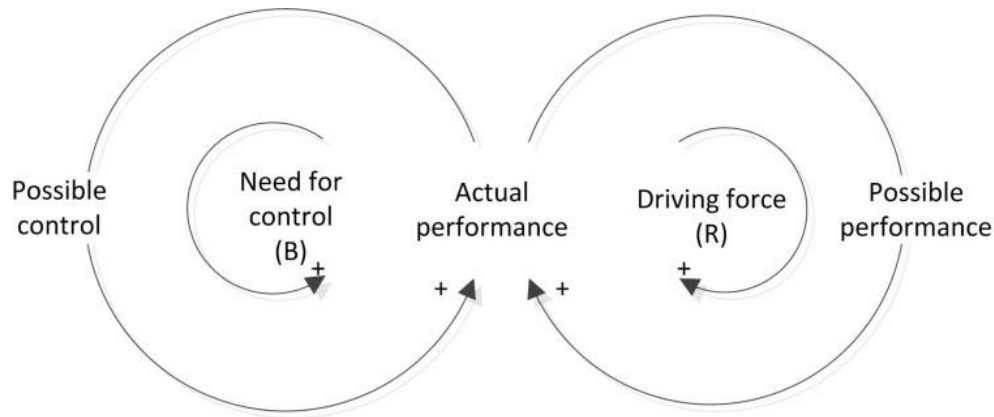 Possible
control
Need for
control
(B)
+
Actual
performance
+
+
Driving force
(R)
+
Possible
performance